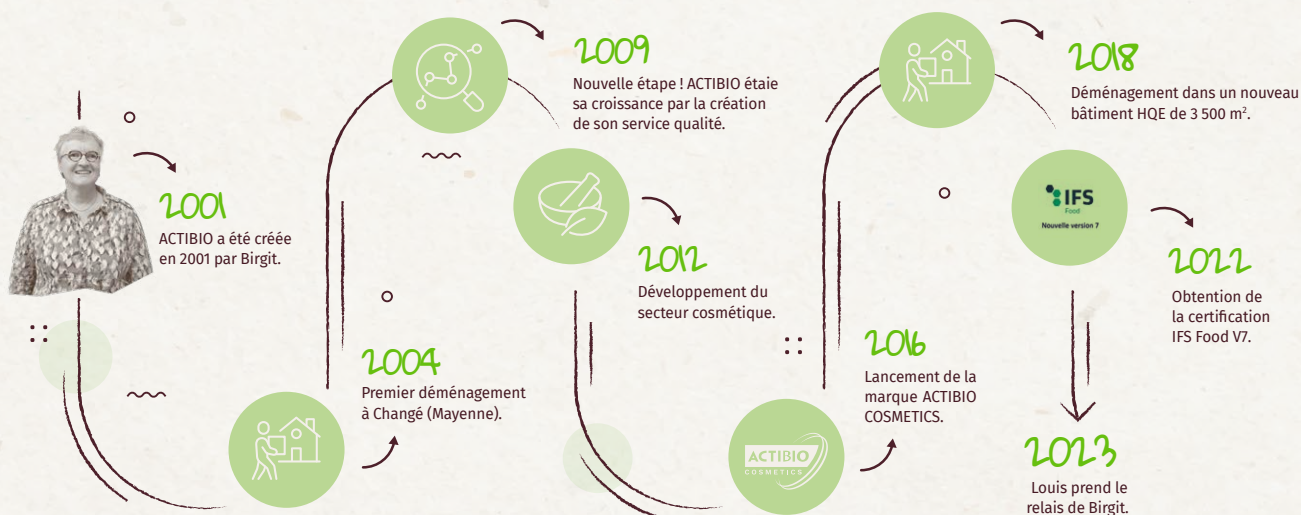 2001
ACTIBIO a été créée
en 2001 par Birgit.
2004
Premier déménagement
à Changé (Mayenne).
2009
Nouvelle étape ! ACTIBIO étaie
sa croissance par la création
de son service qualité.
2012
Développement du
secteur cosmétique.
ACTIBIO
COSMETICS
2016
Lancement de la
marque ACTIBIO
COSMETICS.
2018
Déménagement dans un nouveau
bâtiment HQE de 3 500 m².
IFS
Food
Nouvelle version 7
2022
Obtention de
la certification
IFS Food V7.
2023
Louis prend le
relais de Birgit.